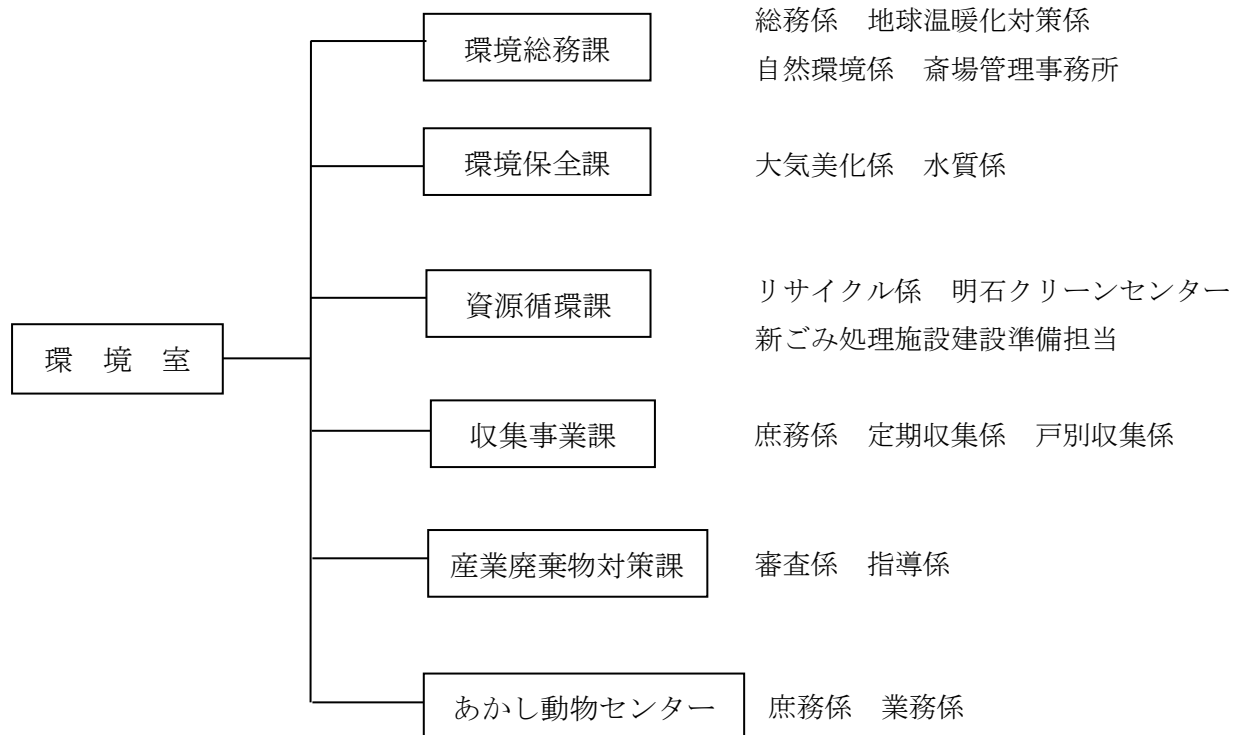 環境総務課
総務係　地球温暖化対策係
自然環境係　斎場管理事務所
環境保全課
大気美化係　水質係
資源循環課
リサイクル係　明石クリーンセンター
新ごみ処理施設建設準備担当
環　境　室
収集事業課
庶務係　定期収集係　戸別収集係
産業廃棄物対策課
審査係　指導係
あかし動物センター
庶務係　業務係